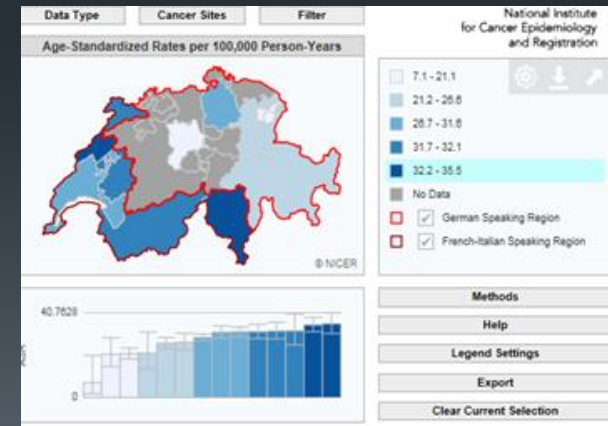 Data Type
Cancer Sites
Filter
National Institute
for Cancer Epidemiology
and Registration
Age-Standardized Rates per 100,000 Person-Years
7.1 - 21.1
21.2 - 28.6
28.7 - 31.6
31.7 - 32.1
32.2 - 35.5
No Data
German Speaking Region
French-Italian Speaking Region
© NICER
40.7628
0
Methods
Help
Legend Settings
Export
Clear Current Selection